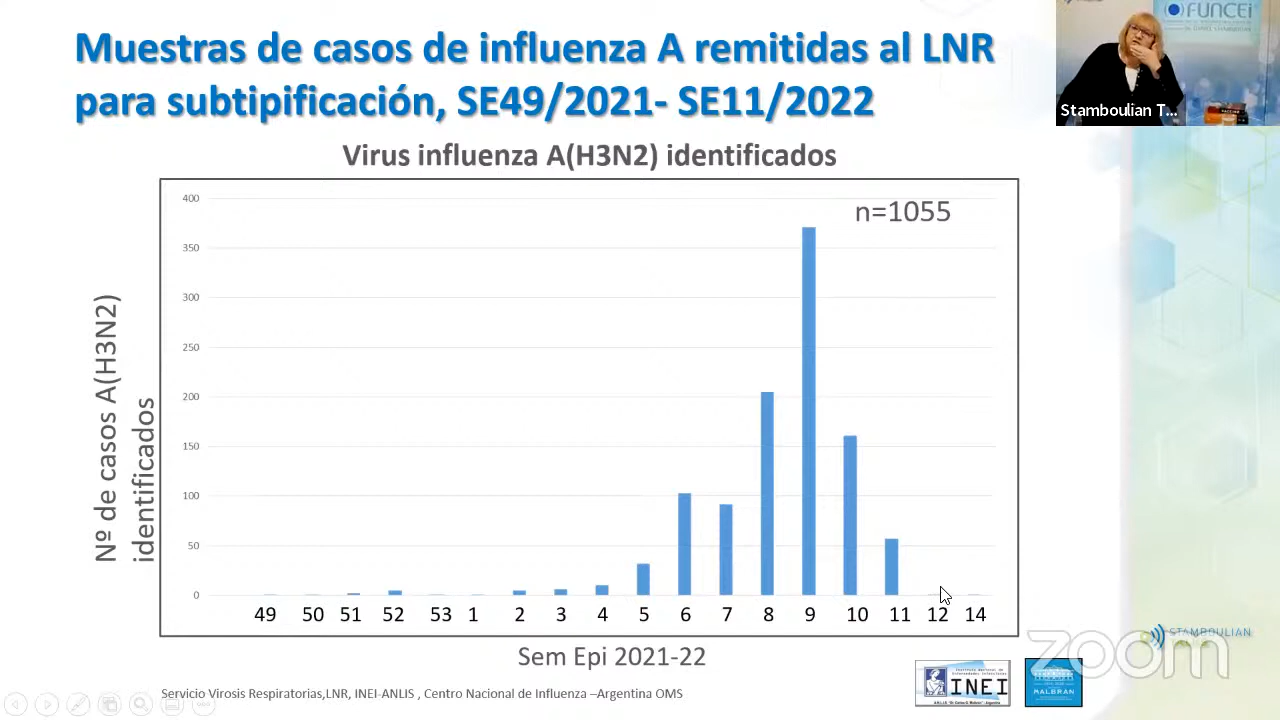 Muestras de casos de influenza A remitidas al LNR
para subtipificación, SE49/2021- SE11/2022
FUNCEi
Stamboulian T...
Virus influenza A(H3N2) identificados
n=1055
400
350
300
250
200
150
100
50
0
Nº de casos A(H3N2)
identificados
49 50 51 52 53 1 2 3 4 5 6 7 8 9 10 11 12 14
Sem Epi 2021-22
Servicio Virosis Respiratorias,LNR, INEI-ANLIS , Centro Nacional de Influenza –Argentina OMS
INEI
MALBRAN
STAMBOULIAN
zoom